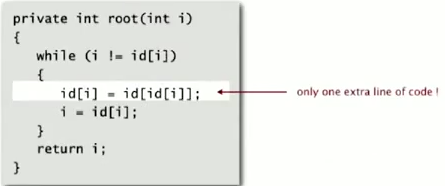 private int root(int i)
{
while (i != id[i])
{
id[i] = id[id[i]];
only one extra line of code !
i = id[i];
}
return i;
}